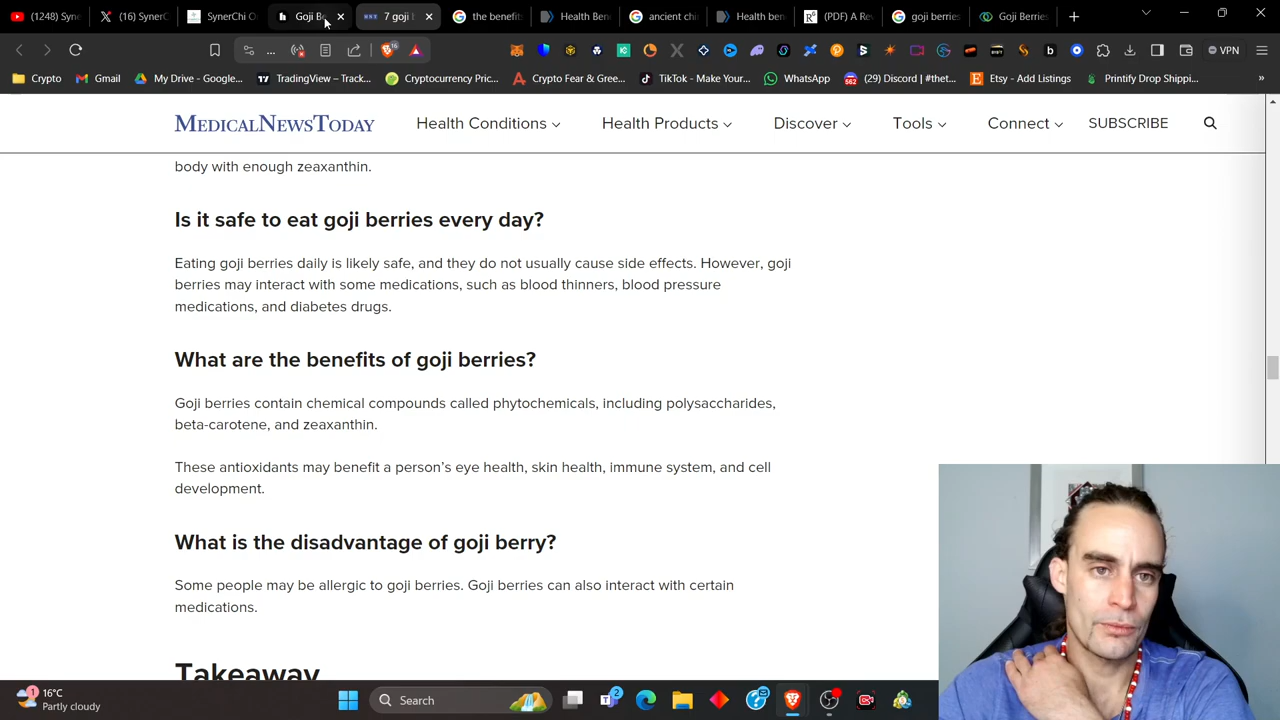 (1248) Syne
(16) SynerC
SynerChi O
Goji Be
7 goji b
the benefit
Health Ben
ancient chi
Health ben
(PDF) A Re
goji berries
Goji Berries
16
VPN
Crypto
Gmail
My Drive - Google...
TradingView – Track...
Cryptocurrency Pric...
Crypto Fear & Gree...
TikTok - Make Your...
WhatsApp
(29) Discord | #thet...
Etsy - Add Listings
Printify Drop Shippi...
MEDICALNEWSTODAY
Health Conditions
Health Products
Discover
Tools
Connect
SUBSCRIBE
body with enough zeaxanthin.
Is it safe to eat goji berries every day?
Eating goji berries daily is likely safe, and they do not usually cause side effects. However, goji
berries may interact with some medications, such as blood thinners, blood pressure
medications, and diabetes drugs.
What are the benefits of goji berries?
Goji berries contain chemical compounds called phytochemicals, including polysaccharides,
beta-carotene, and zeaxanthin.
These antioxidants may benefit a person's eye health, skin health, immune system, and cell
development.
What is the disadvantage of goji berry?
Some people may be allergic to goji berries. Goji berries can also interact with certain
medications.
Takeaway
16°C
Partly cloudy
Search